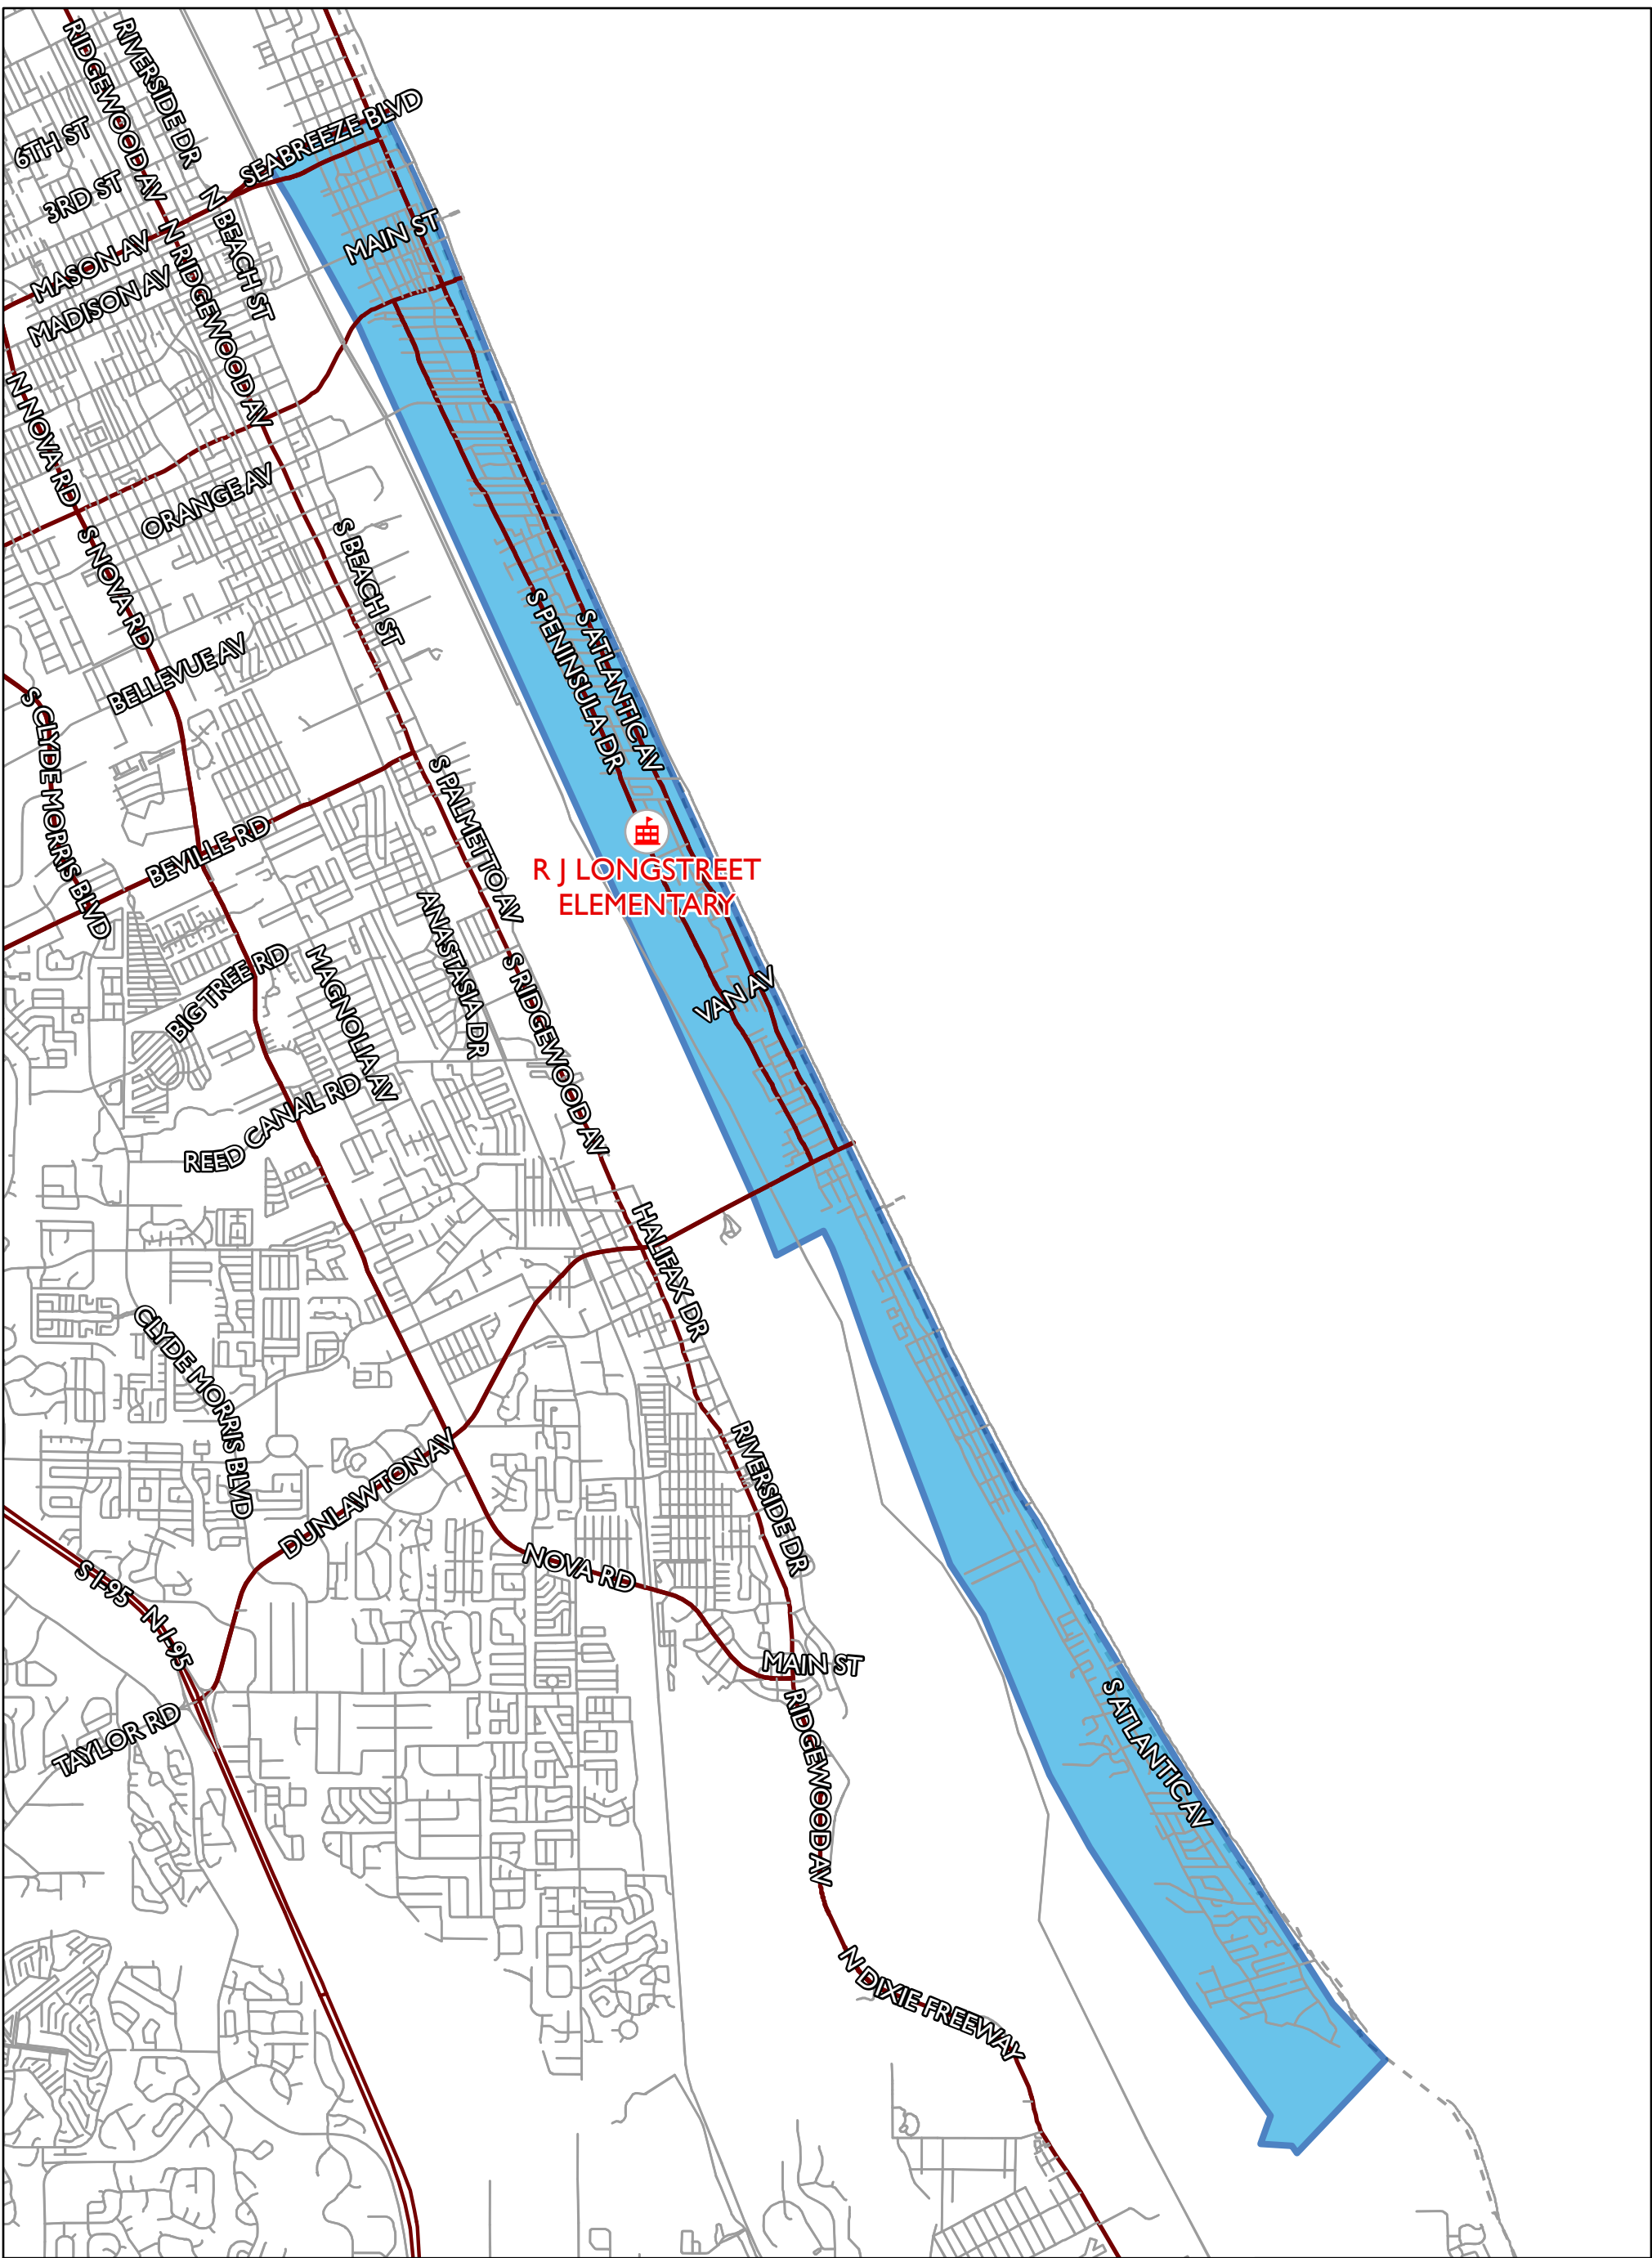 RIDGEWOOD AV
RIVERSIDE DR
SEABREEZE BLVD
6TH ST
3RD ST
N BEACH ST
MAIN ST
MASON AV
N RIDGEWOOD AV
MADISON AV
N NOVA RD
ORANGE AV
S NOVA RD
S BEACH ST
S PENINSULA DR
S ATLANTIC AV
BELLEVUE AV
S CLYDE MORRIS BLVD
S PALMETTO AV
BEVILLE RD
R J LONGSTREET
ELEMENTARY
ANASTASIA DR
MAGNOLIA AV
BIG TREE RD
S RIDGEWOOD AV
VAN AV
REED CANAL RD
HALIFAX DR
CLYDE MORRIS BLVD
DUNLAWTON AV
RIVERSIDE DR
NOVA RD
S I-95
N I-95
MAIN ST
TAYLOR RD
RIDGEWOOD AV
S ATLANTIC AV
N DIXIE FREEWAY